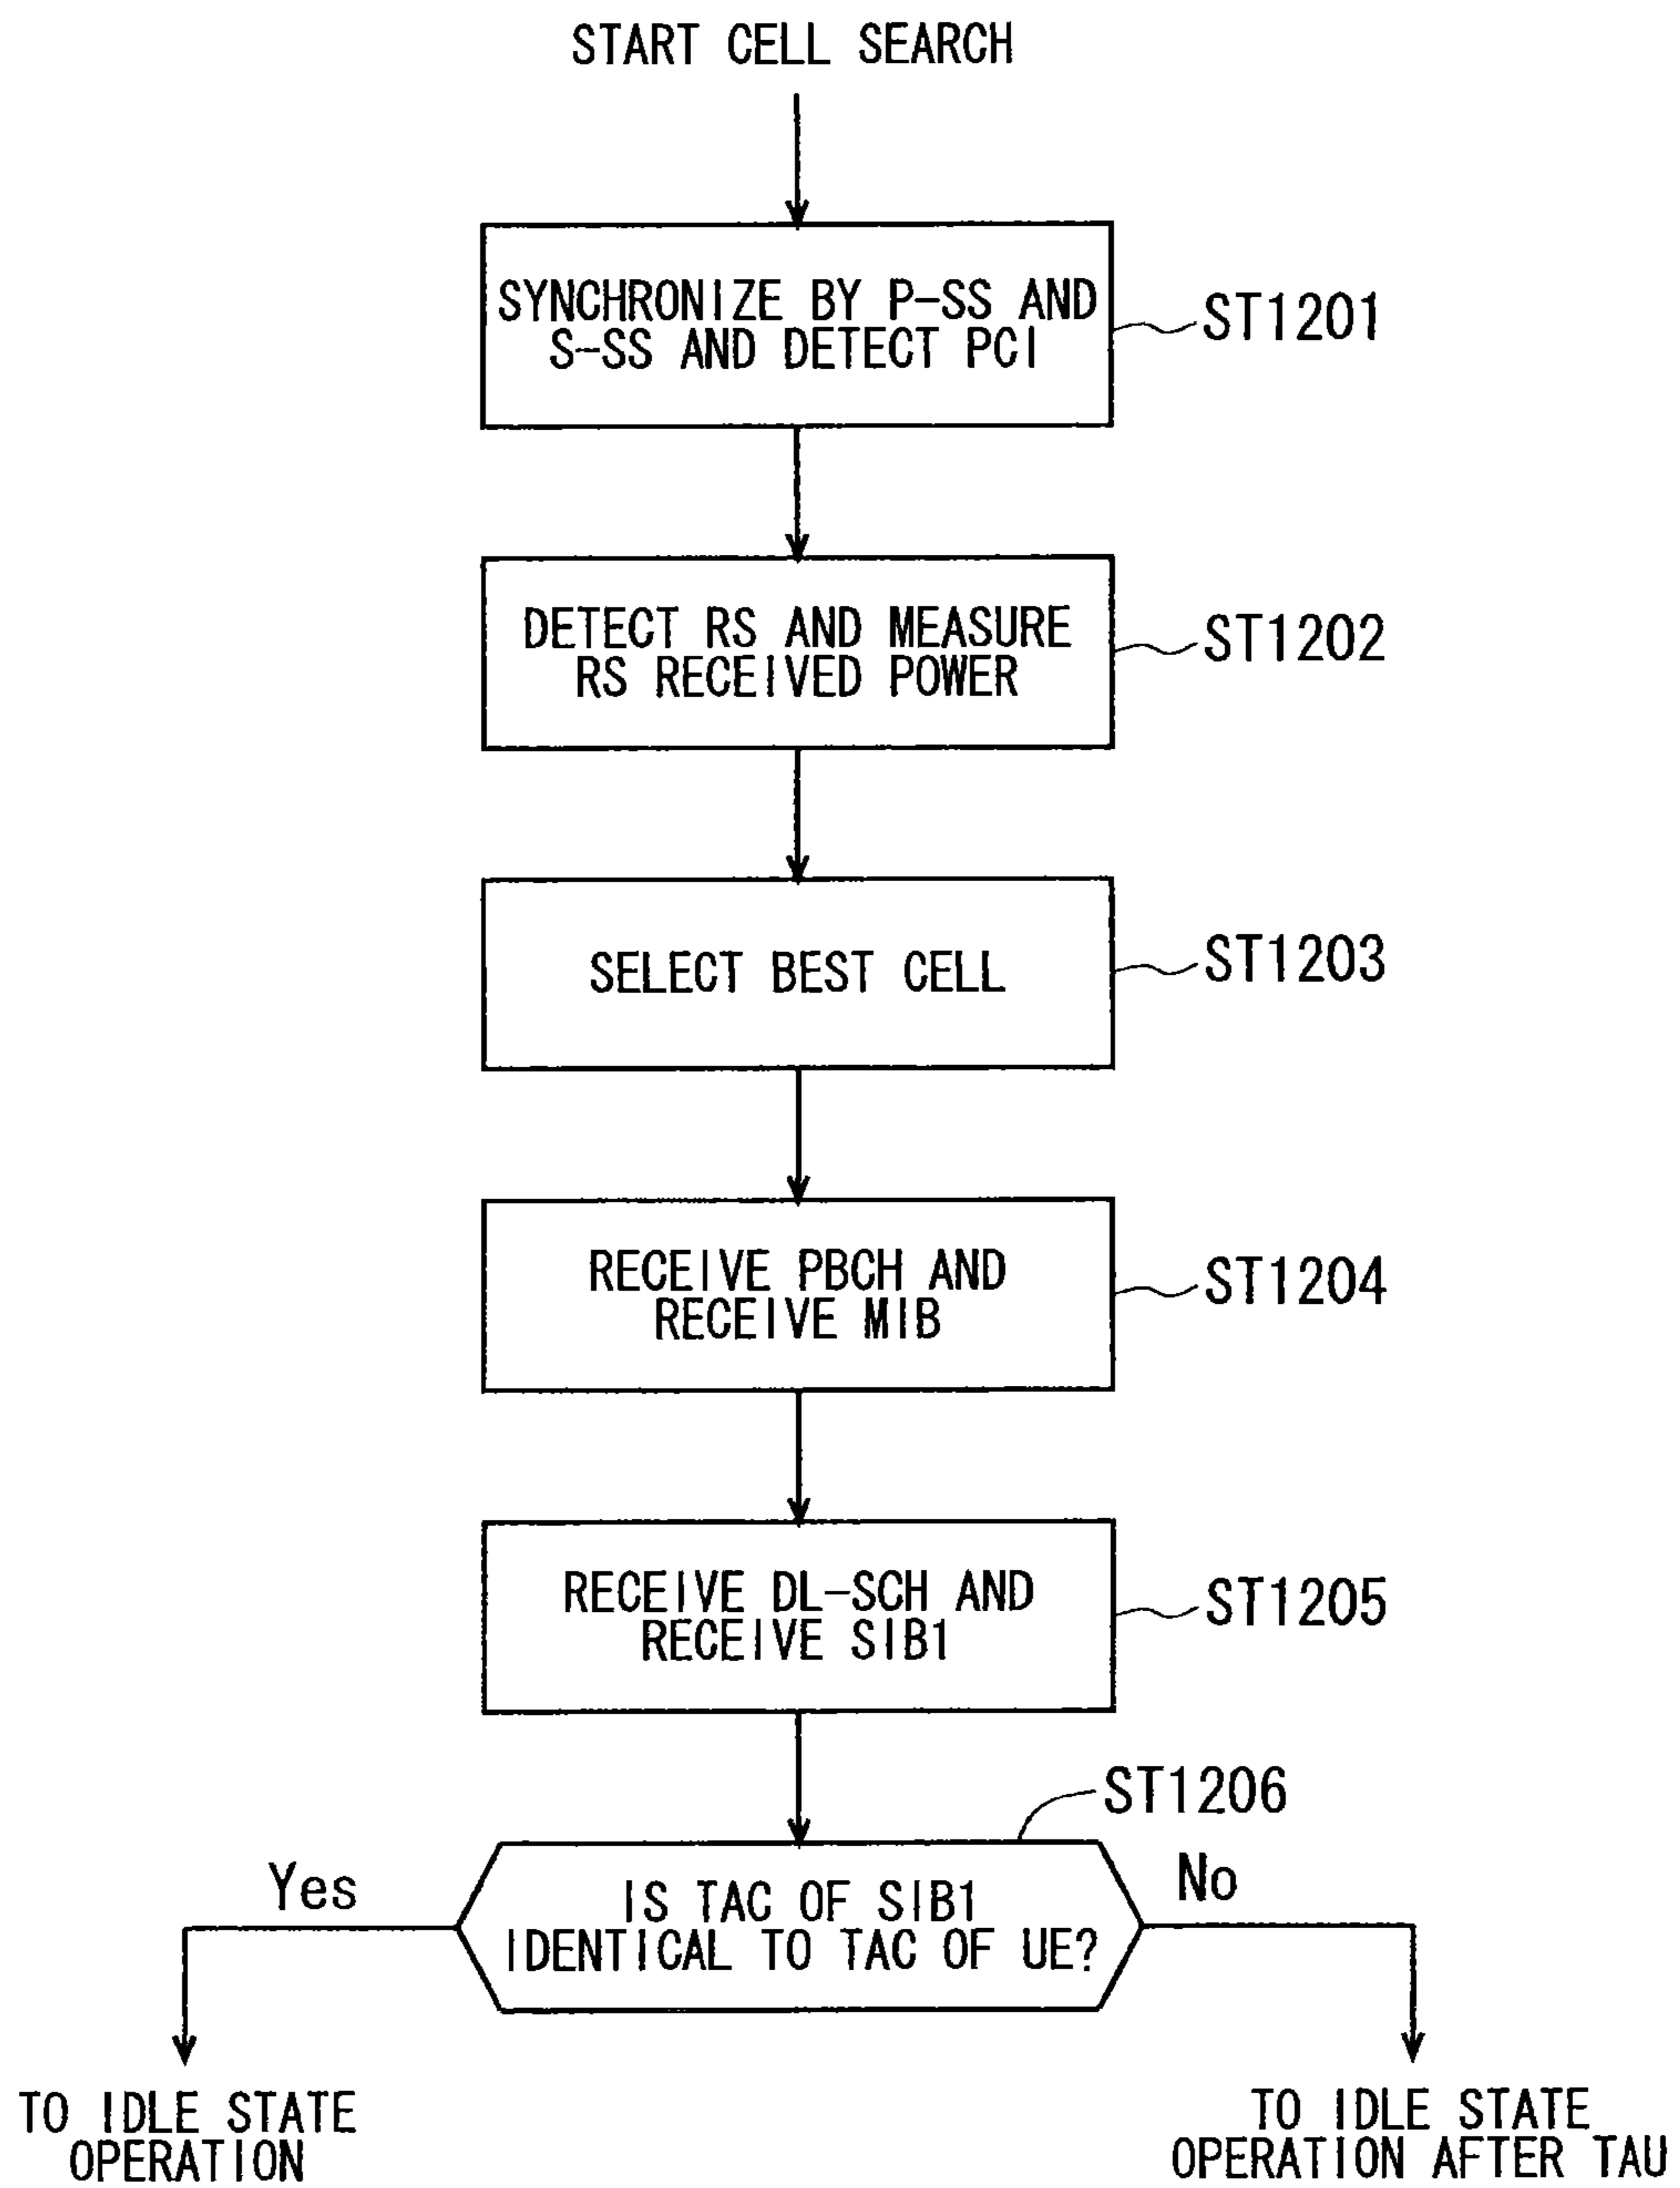 START CELL SEARCH
SYNCHRONIZE BY P-SS AND
S-SS AND DETECT PCI
ST1201
DETECT RS AND MEASURE
RS RECEIVED POWER
ST1202
SELECT BEST CELL
ST1203
RECEIVE PBCH AND
RECEIVE MIB
ST1204
RECEIVE DL-SCH AND
RECEIVE SIB1
ST1205
ST1206
Yes
IS TAC OF SIB1
IDENTICAL TO TAC OF UE?
No
TO IDLE STATE
OPERATION
TO IDLE STATE
OPERATION AFTER TAU